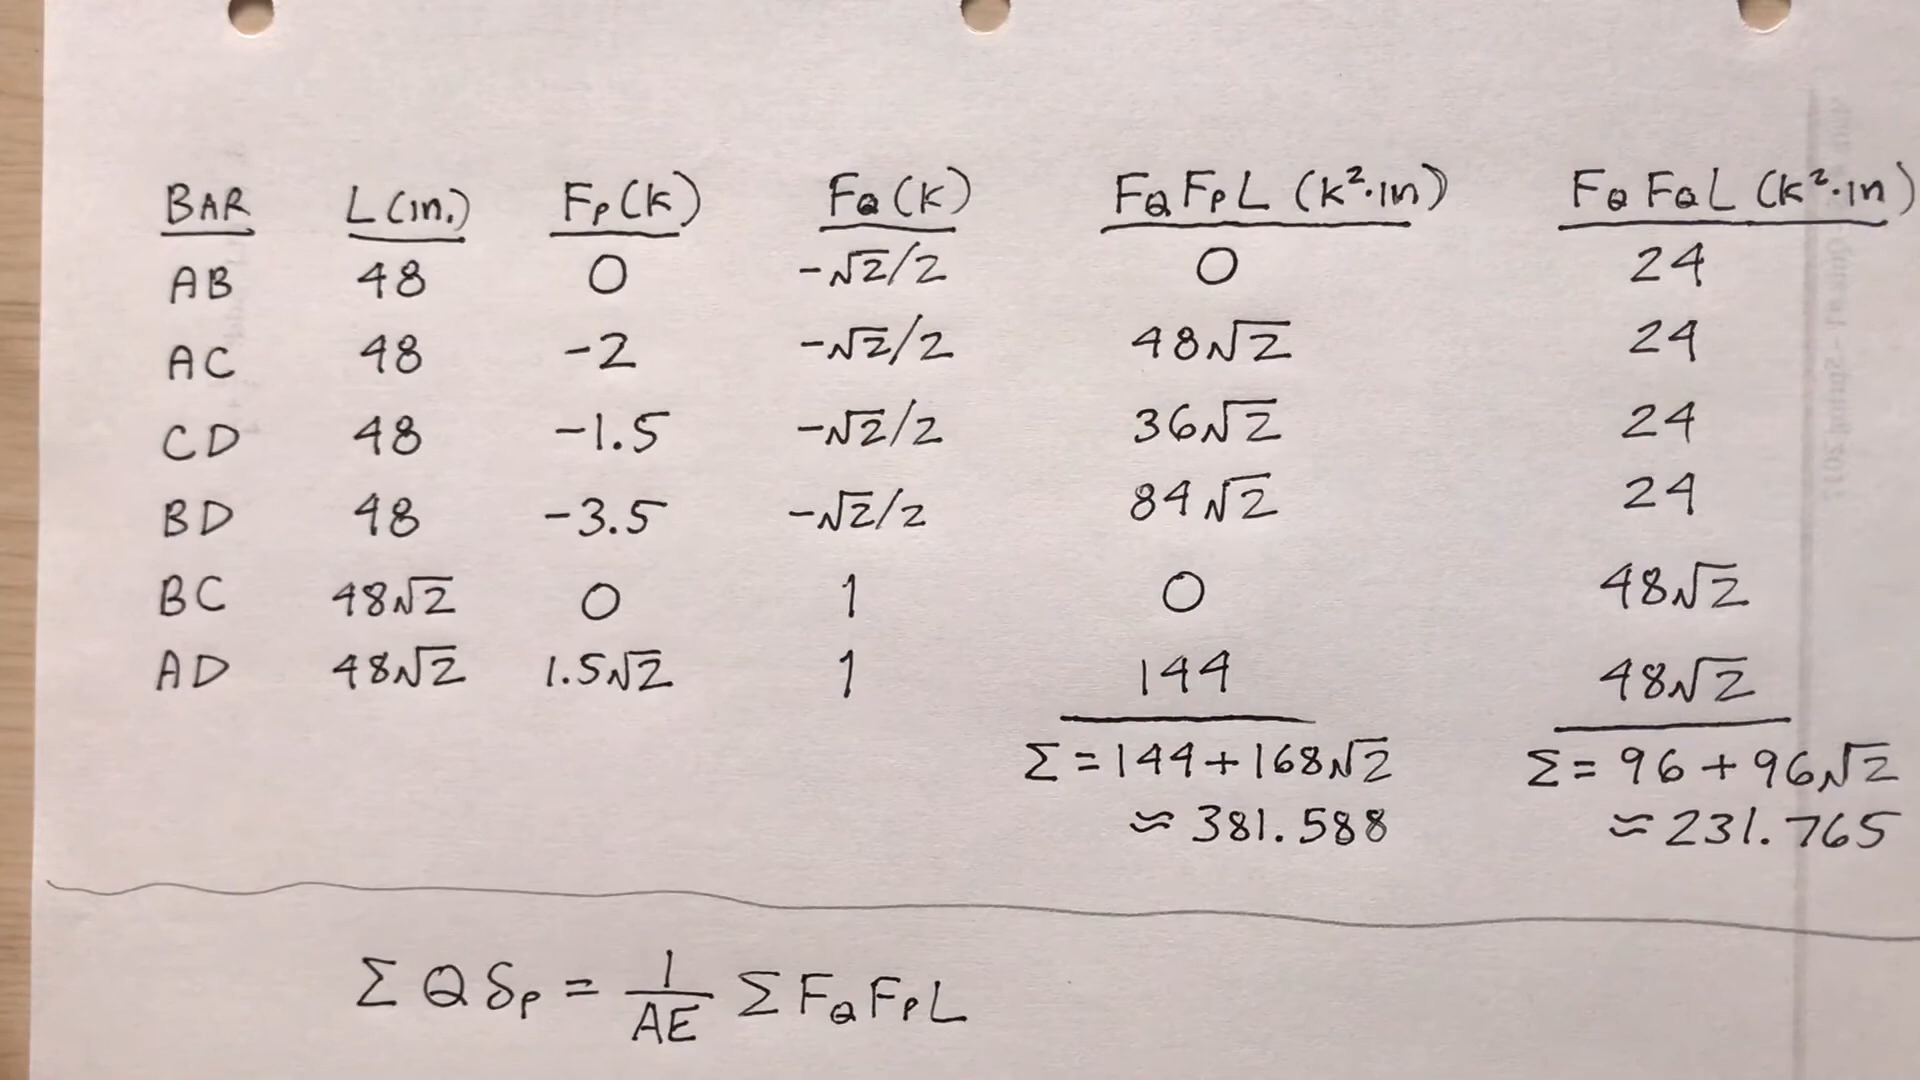 BAR L (in.) Fp (k) FQ (k) FQ Fp L (k²·in) FQ FQ L (k²·in)
AB 48 0 -√2/2 0 24
AC 48 -2 -√2/2 48√2 24
CD 48 -1.5 -√2/2 36√2 24
BD 48 -3.5 -√2/2 84√2 24
BC 48√2 0 1 0 48√2
AD 48√2 1.5√2 1 144 48√2
Σ = 144 + 168√2 Σ = 96 + 96√2
≈ 381.588 ≈ 231.765
Σ Q δp = 1/AE Σ FQ Fp L